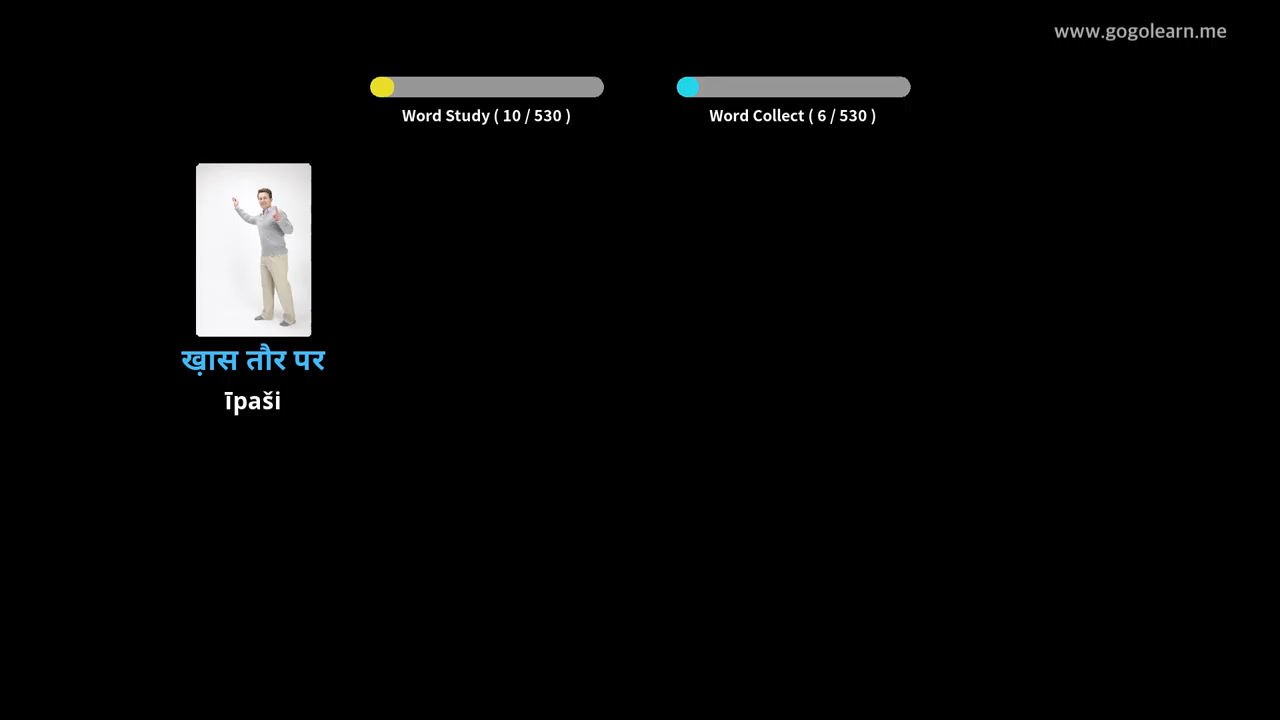 www.gogolearn.me
Word Study ( 10 / 530 )
Word Collect ( 6 / 530 )
ख़ास तौर पर
īpaši